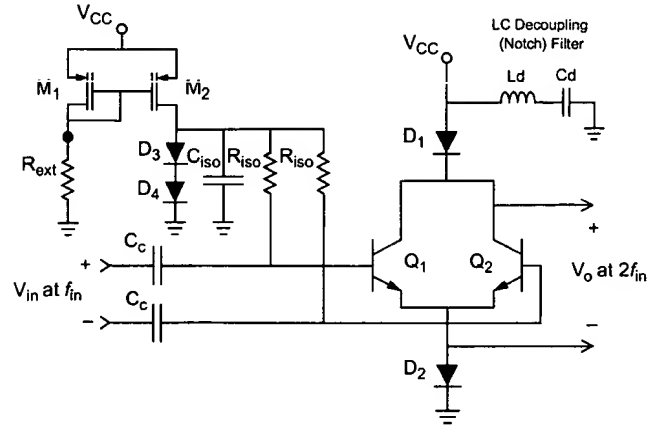 V_CC
LC Decoupling
(Notch) Filter
V_CC
Ld Cd
M_1 M_2
D_1
R_ext
D_3 C_iso R_iso R_iso
D_4
C_c
+
Q_1 Q_2
+
V_in at f_in
V_o at 2f_in
C_c
−
−
D_2